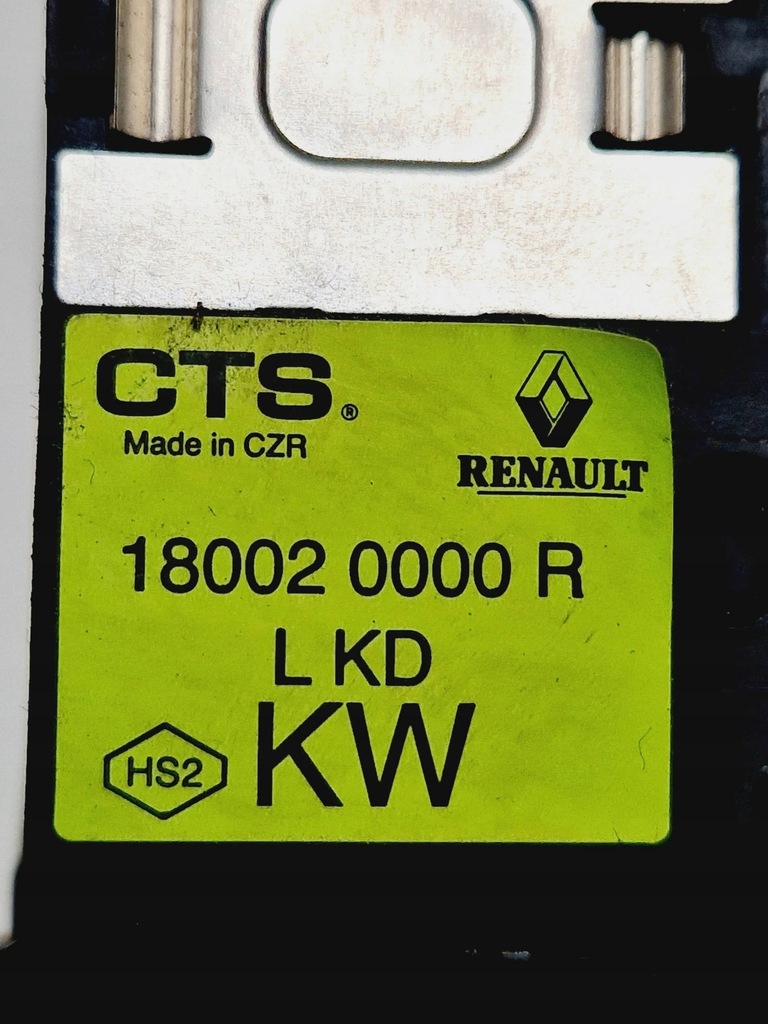 CTS®
Made in CZR
RENAULT
18002 0000 R
L KD
KW
HS2